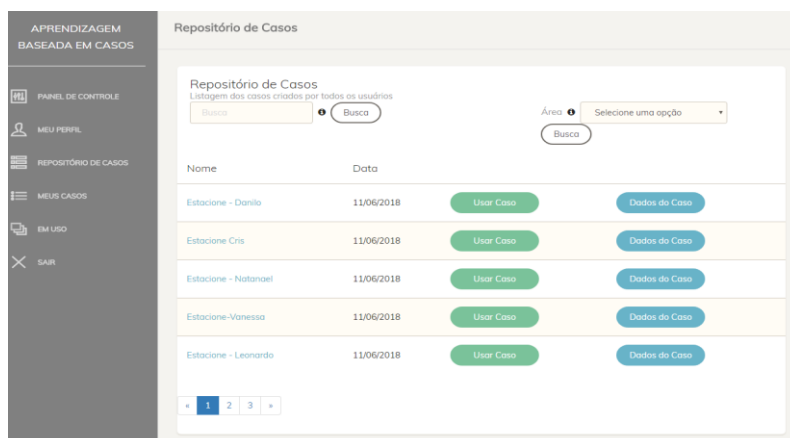 APRENDIZAGEM
BASEADA EM CASOS
PAINEL DE CONTROLE
MEU PERFIL
REPOSITÓRIO DE CASOS
MEUS CASOS
EM USO
SAIR
Repositório de Casos
Repositório de Casos
Listagem dos casos criados por todos os usuários
Busca Busca
Área Selecione uma opção
Busca
Nome Data
Estacione - Danilo 11/06/2018 Usar Caso Dados do Caso
Estacione Cris 11/06/2018 Usar Caso Dados do Caso
Estacione - Natanael 11/06/2018 Usar Caso Dados do Caso
Estacione-Vanessa 11/06/2018 Usar Caso Dados do Caso
Estacione - Leonardo 11/06/2018 Usar Caso Dados do Caso
« 1 2 3 »